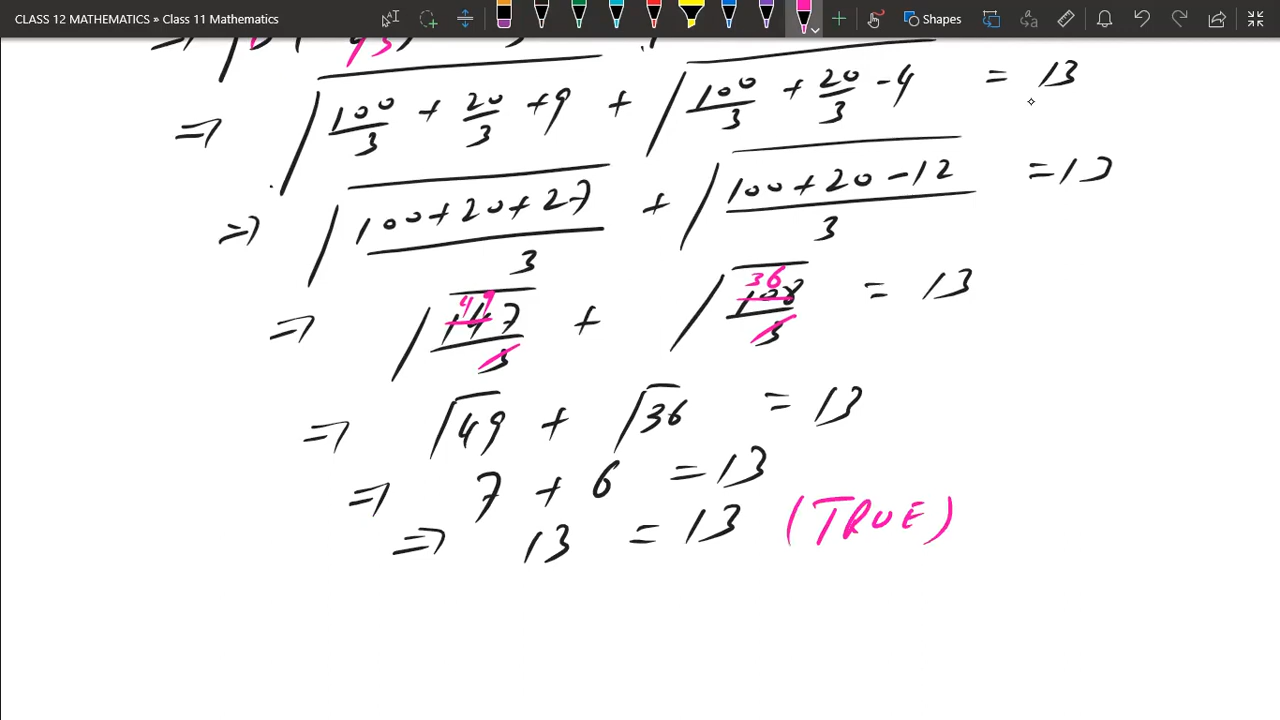 CLASS 12 MATHEMATICS » Class 11 Mathematics Shapes
⇒ √(100/3 + 20/3 + 9) + √(100/3 + 20/3 - 4) = 13
⇒ √((100 + 20 + 27)/3) + √((100 + 20 - 12)/3) = 13
49 36
⇒ √(147/3) + √(108/3) = 13
⇒ √49 + √36 = 13
⇒ 7 + 6 = 13
⇒ 13 = 13 (TRUE)